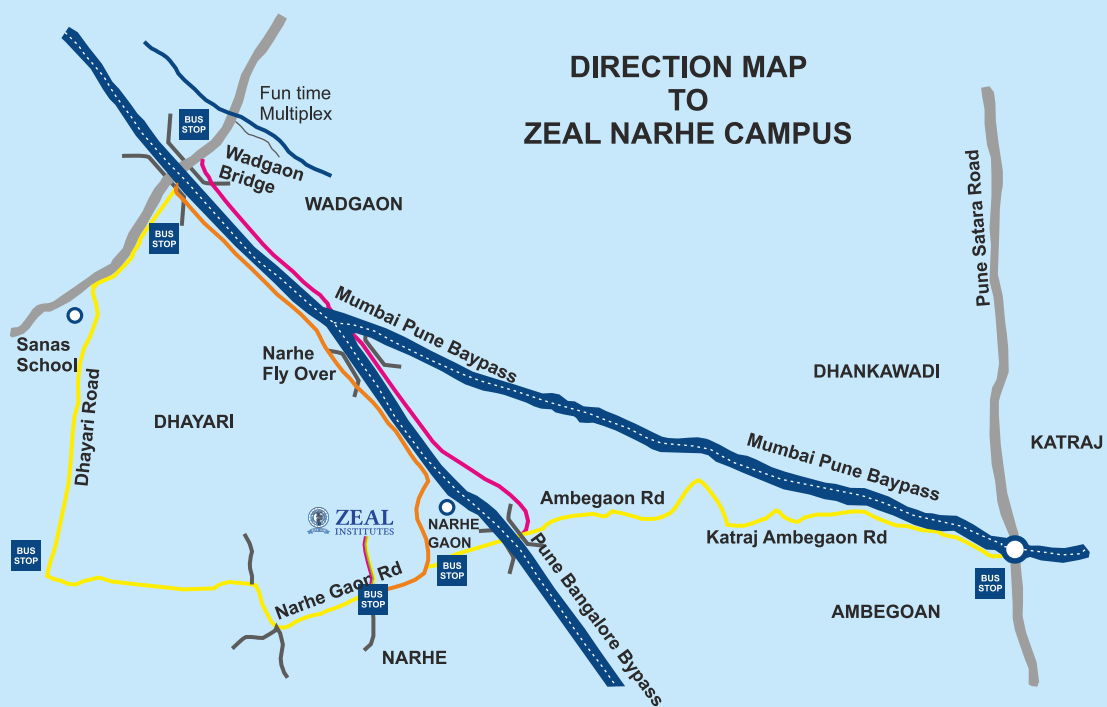 DIRECTION MAP
TO
ZEAL NARHE CAMPUS
Fun time
Multiplex
BUS
STOP
Wadgaon
Bridge
WADGAON
BUS
STOP
Pune Satara Road
Mumbai Pune Baypass
Sanas
School
Narhe
Fly Over
DHANKAWADI
Dhayari Road
DHAYARI
KATRAJ
Mumbai Pune Baypass
Ambegaon Rd
ZEAL
INSTITUTES
NARHE
GAON
Katraj Ambegaon Rd
BUS
STOP
BUS
STOP
BUS
STOP
Narhe Gaon Rd
BUS
STOP
Pune Bangalore Bypass
AMBEGOAN
NARHE